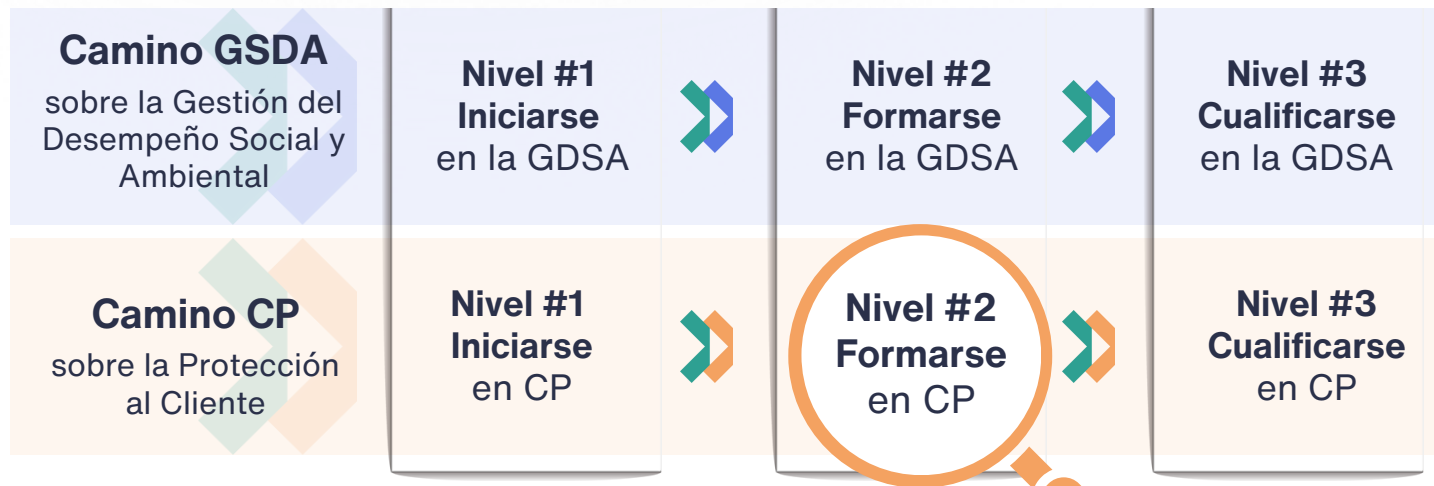 Camino GSDA
sobre la Gestión del
Desempeño Social y
Ambiental
Nivel #1
Iniciarse
en la GDSA
Nivel #2
Formarse
en la GDSA
Nivel #3
Cualificarse
en la GDSA
Camino CP
sobre la Protección
al Cliente
Nivel #1
Iniciarse
en CP
Nivel #2
Formarse
en CP
Nivel #3
Cualificarse
en CP